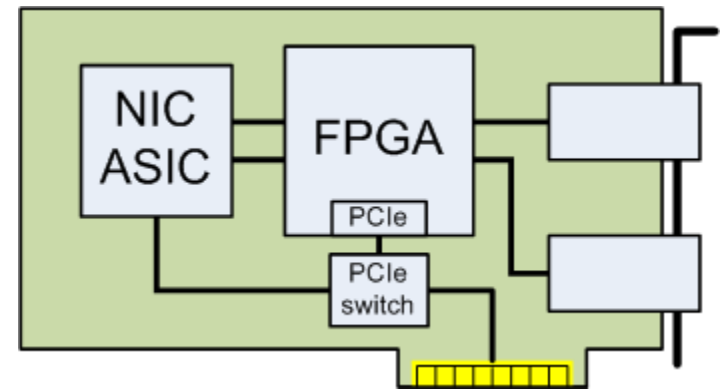 NIC
ASIC
FPGA
PCIe
PCIe
switch